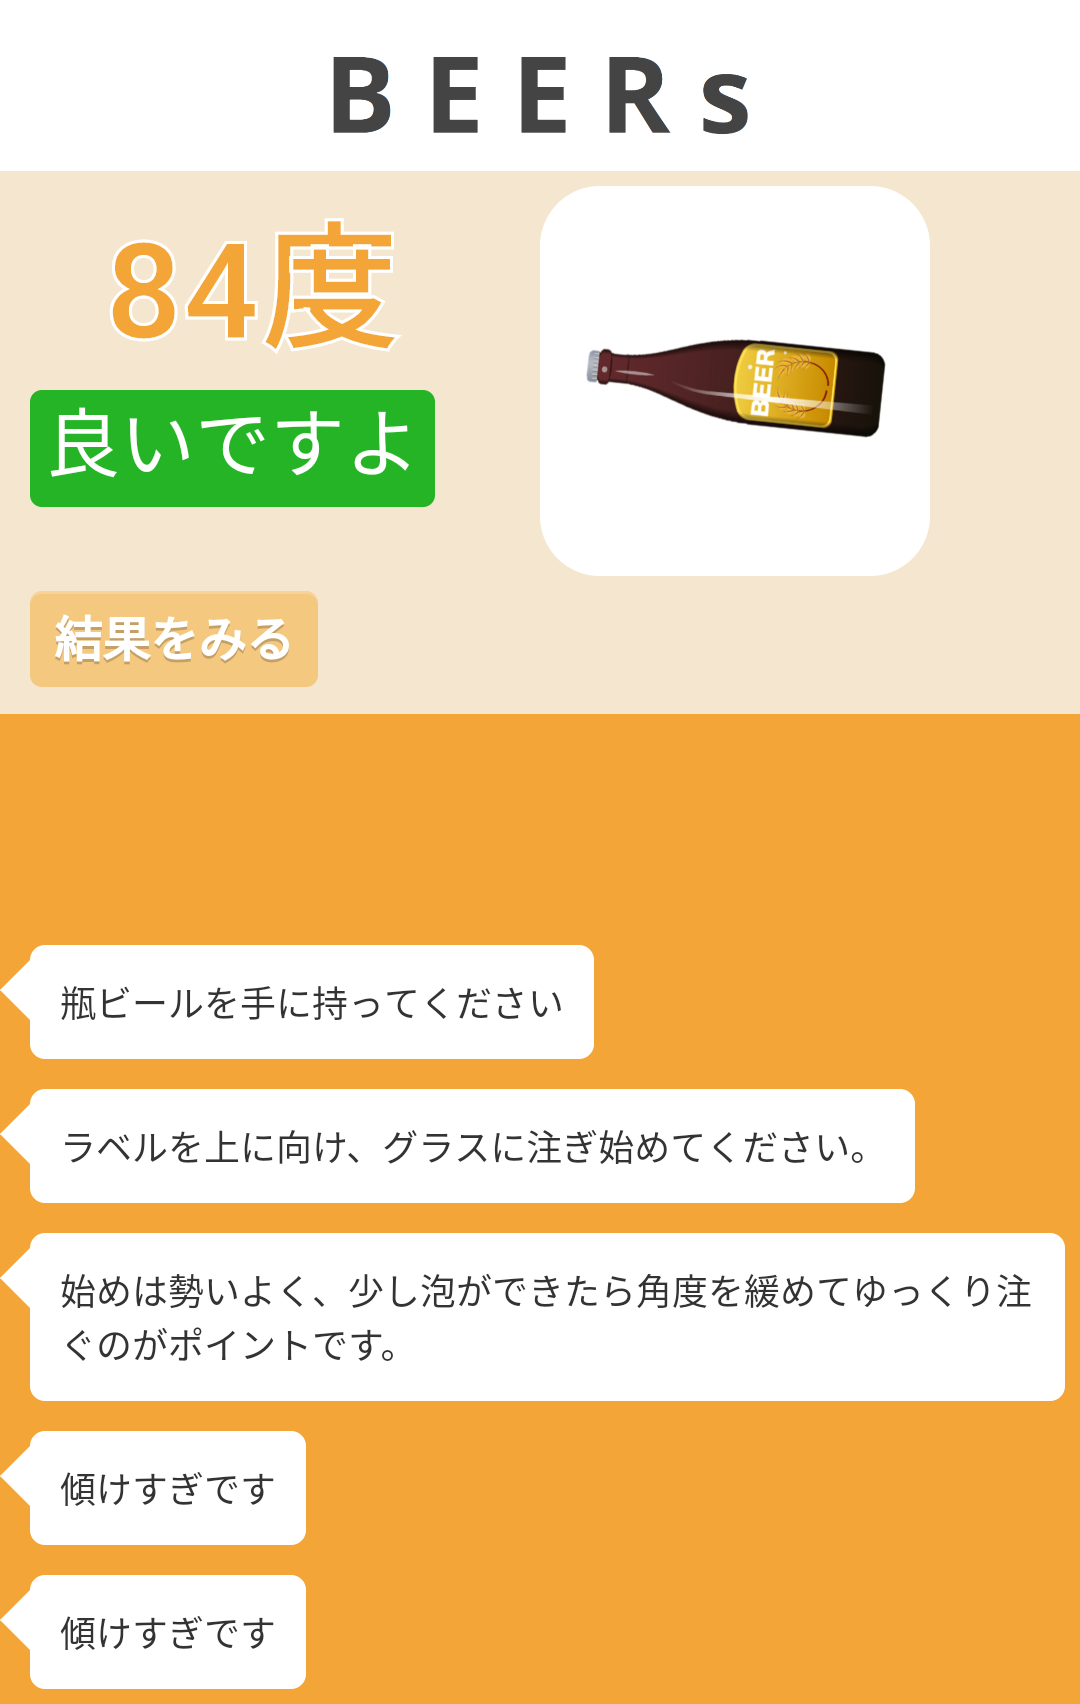 BEERs
84度
BEER
良いですよ
結果をみる
瓶ビールを手に持ってください
ラベルを上に向け、グラスに注ぎ始めてください。
始めは勢いよく、少し泡ができたら角度を緩めてゆっくり注
ぐのがポイントです。
傾けすぎです
傾けすぎです